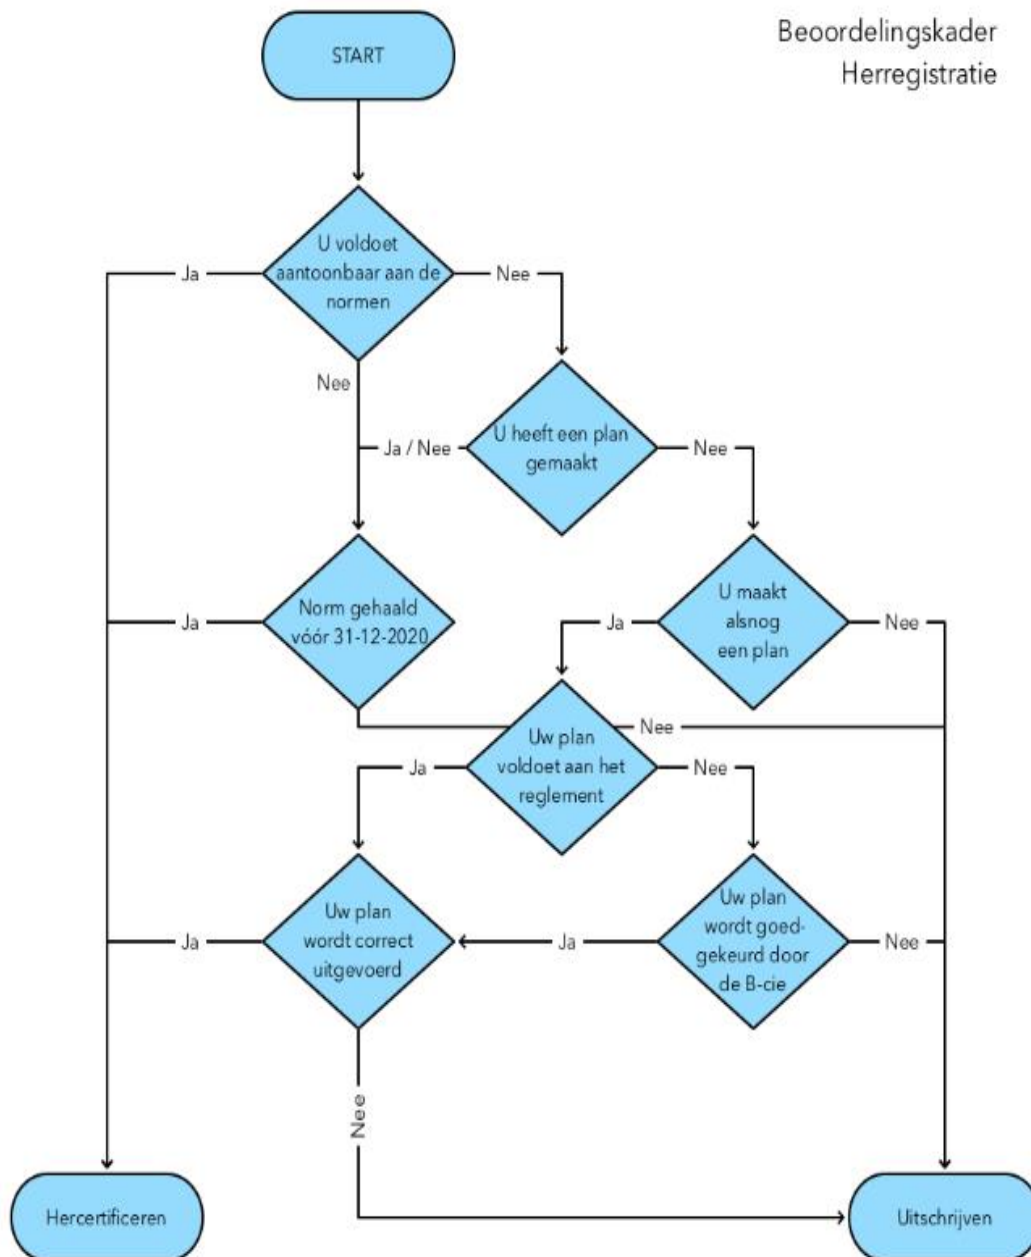 Beoordelingskader
Herregistratie
START
U voldoet
aantoonbaar aan de
normen
Ja
Nee
Nee
U heeft een plan
gemaakt
Ja / Nee
Nee
Norm gehaald
vóór 31-12-2020
Ja
U maakt
alsnog
een plan
Ja
Nee
Nee
Uw plan
voldoet aan het
reglement
Ja
Nee
Uw plan
wordt correct
uitgevoerd
Ja
Ja
Uw plan
wordt goed-
gekeurd door
de B-cie
Nee
Nee
Hercertificeren
Uitschrijven